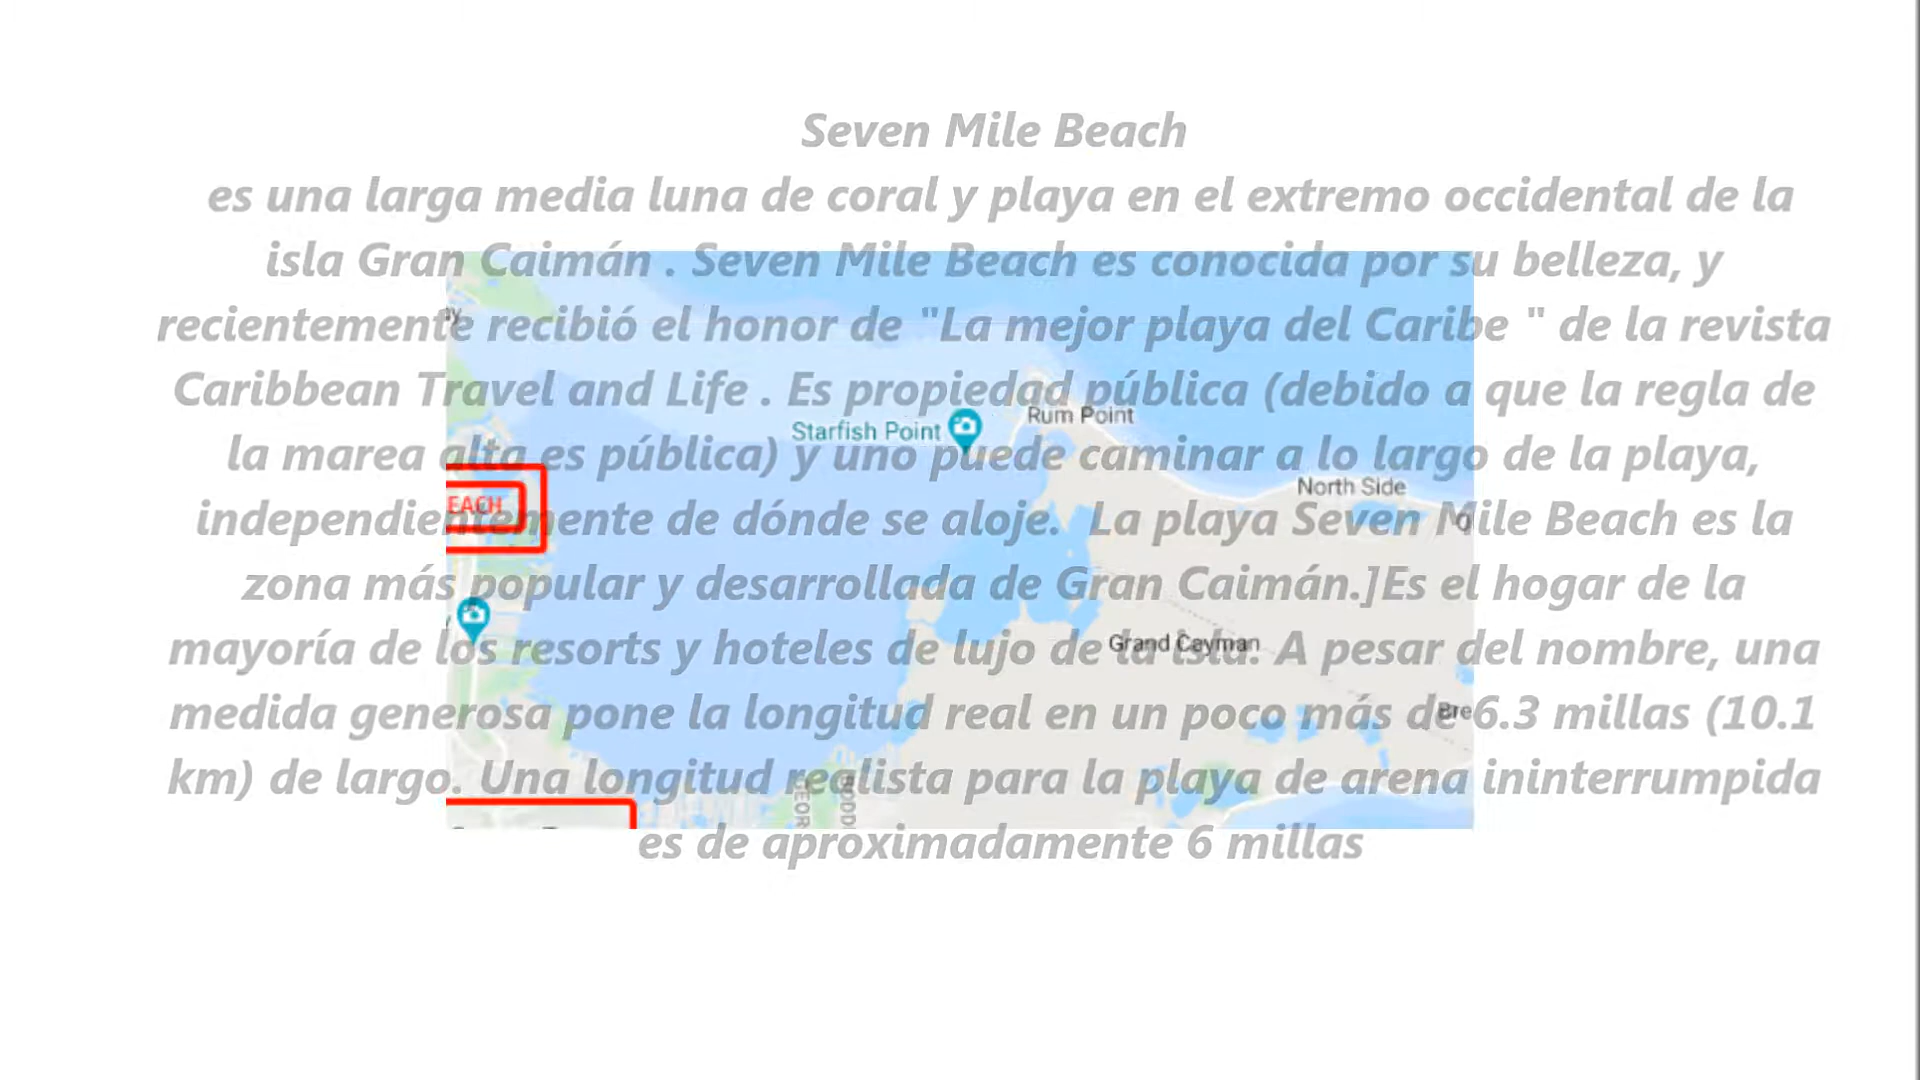 Seven Mile Beach
es una larga media luna de coral y playa en el extremo occidental de la
isla Gran Caimán . Seven Mile Beach es conocida por su belleza, y
recientemente recibió el honor de "La mejor playa del Caribe " de la revista
Caribbean Travel and Life . Es propiedad pública (debido a que la regla de
la marea alta es pública) y uno puede caminar a lo largo de la playa,
independientemente de dónde se aloje.  La playa Seven Mile Beach es la
zona más popular y desarrollada de Gran Caimán.]Es el hogar de la
mayoría de los resorts y hoteles de lujo de la isla. A pesar del nombre, una
medida generosa pone la longitud real en un poco más de 6.3 millas (10.1
km) de largo. Una longitud realista para la playa de arena ininterrumpida
es de aproximadamente 6 millas
Rum Point
Starfish Point
North Side
EACH
Grand Cayman
Bre